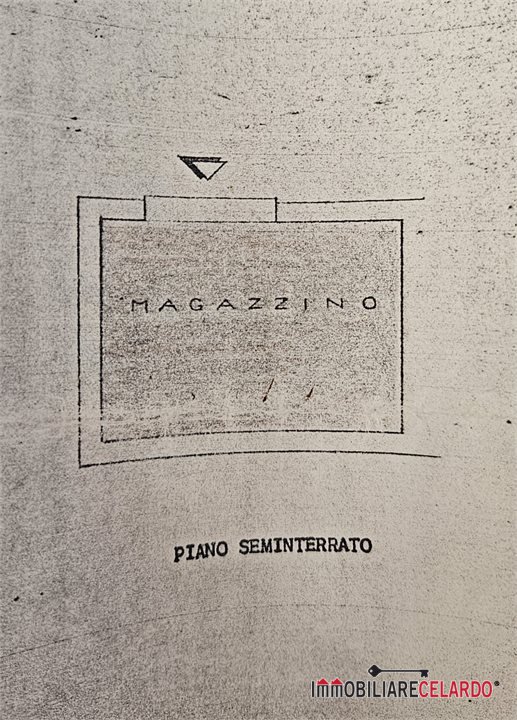 MAGAZZINO
PIANO SEMINTERRATO
IMMOBILIARECELARDO®